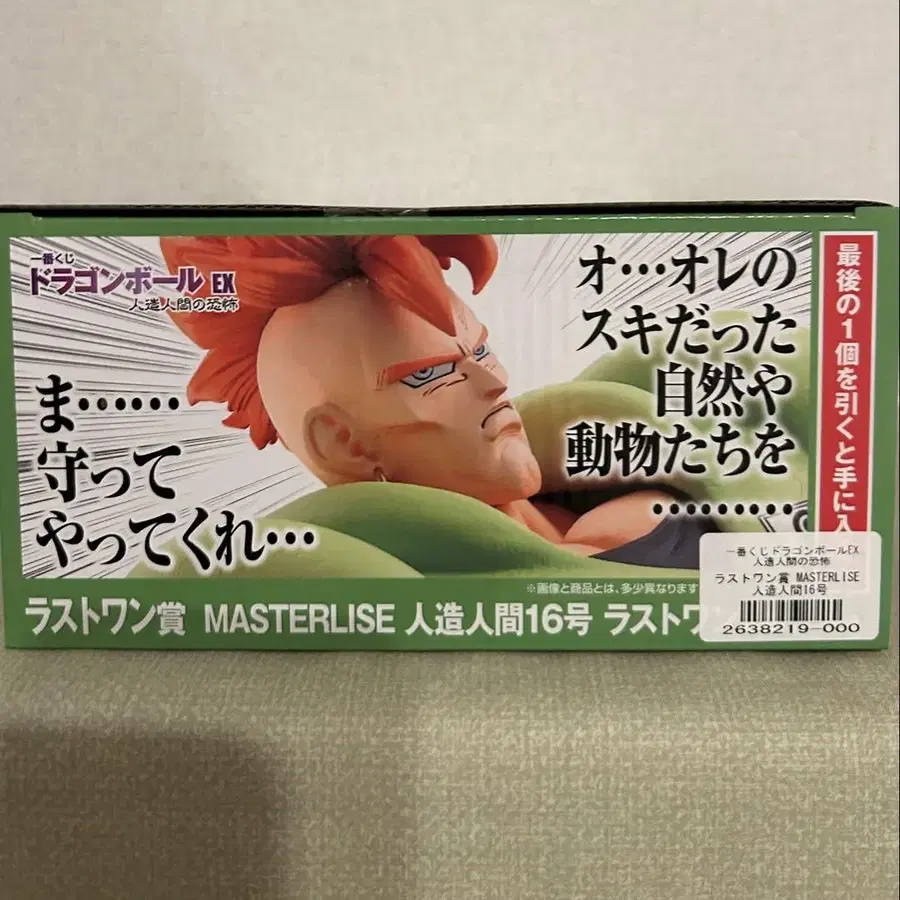 一番くじ
ドラゴンボール EX
人造人間の恐怖
オ…オレの
スキだった
自然や
動物たちを
………
ま……
守って
やってくれ…
最後の1個を引くと手に入
※画像と商品とは、多少異なります
ラストワン賞 MASTERLISE 人造人間16号 ラストワ
一番くじドラゴンボールEX
人造人間の恐怖
ラストワン賞 MASTERLISE
人造人間16号
2638219-000